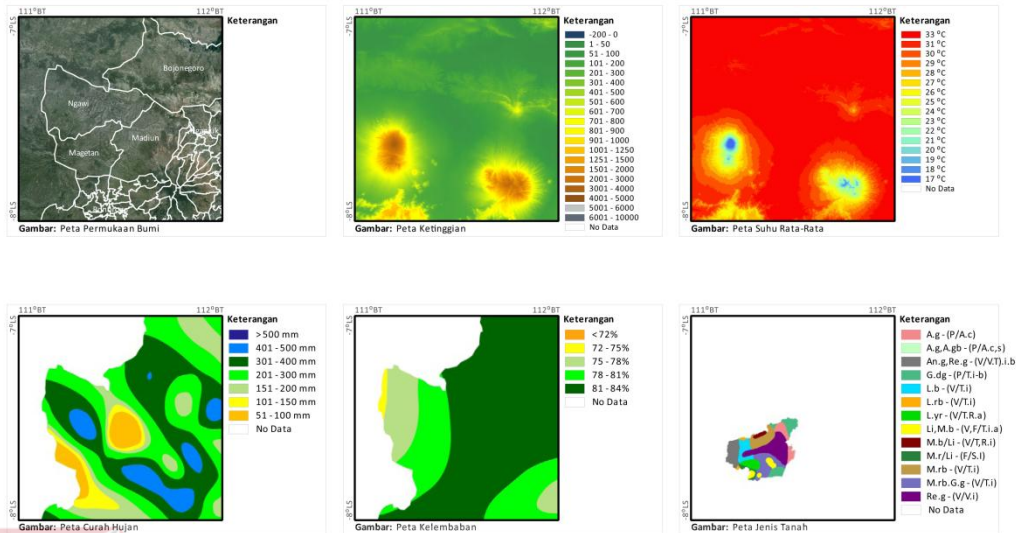 111°BT
112°BT
-7°LS
-8°LS
Keterangan
Bojonegoro
Ngawi
Madiun
Magetan
Gambar: Peta Permukaan Bumi
111°BT
112°BT
-7°LS
-8°LS
Keterangan
-200 - 0
1 - 50
51 - 100
101 - 200
201 - 300
301 - 400
401 - 500
501 - 600
601 - 700
701 - 800
801 - 900
901 - 1000
1001 - 1250
1251 - 1500
1501 - 2000
2001 - 3000
3001 - 4000
4001 - 5000
5001 - 6000
6001 - 10000
No Data
Gambar: Peta Ketinggian
111°BT
112°BT
-7°LS
-8°LS
Keterangan
33 °C
31 °C
30 °C
29 °C
28 °C
27 °C
26 °C
25 °C
24 °C
23 °C
22 °C
21 °C
20 °C
19 °C
18 °C
17 °C
No Data
Gambar: Peta Suhu Rata-Rata
111°BT
112°BT
-7°LS
-8°LS
Keterangan
>500 mm
401 - 500 mm
301 - 400 mm
201 - 300 mm
151 - 200 mm
101 - 150 mm
51 - 100 mm
No Data
Gambar: Peta Curah Hujan
111°BT
112°BT
-7°LS
-8°LS
Keterangan
<72%
72 - 75%
75 - 78%
78 - 81%
81 - 84%
No Data
Gambar: Peta Kelembaban
111°BT
112°BT
-7°LS
-8°LS
Keterangan
A.g - (P/A.c)
A.g,A.gb - (P/A.c,s)
An.g,Re.g - (V/V.T).i.b
G.dg - (P/T.i-b)
L.b - (V/T.i)
L.rb - (V/T.i)
L.yr - (V/T.R.a)
Li,M.b - (V,F/T.i.a)
M.b/Li - (V/T,R.i)
M.r/Li - (F/S.I)
M.rb - (V/T.i)
M.rb.G.g - (V/T.i)
Re.g - (V/V.i)
No Data
Gambar: Peta Jenis Tanah